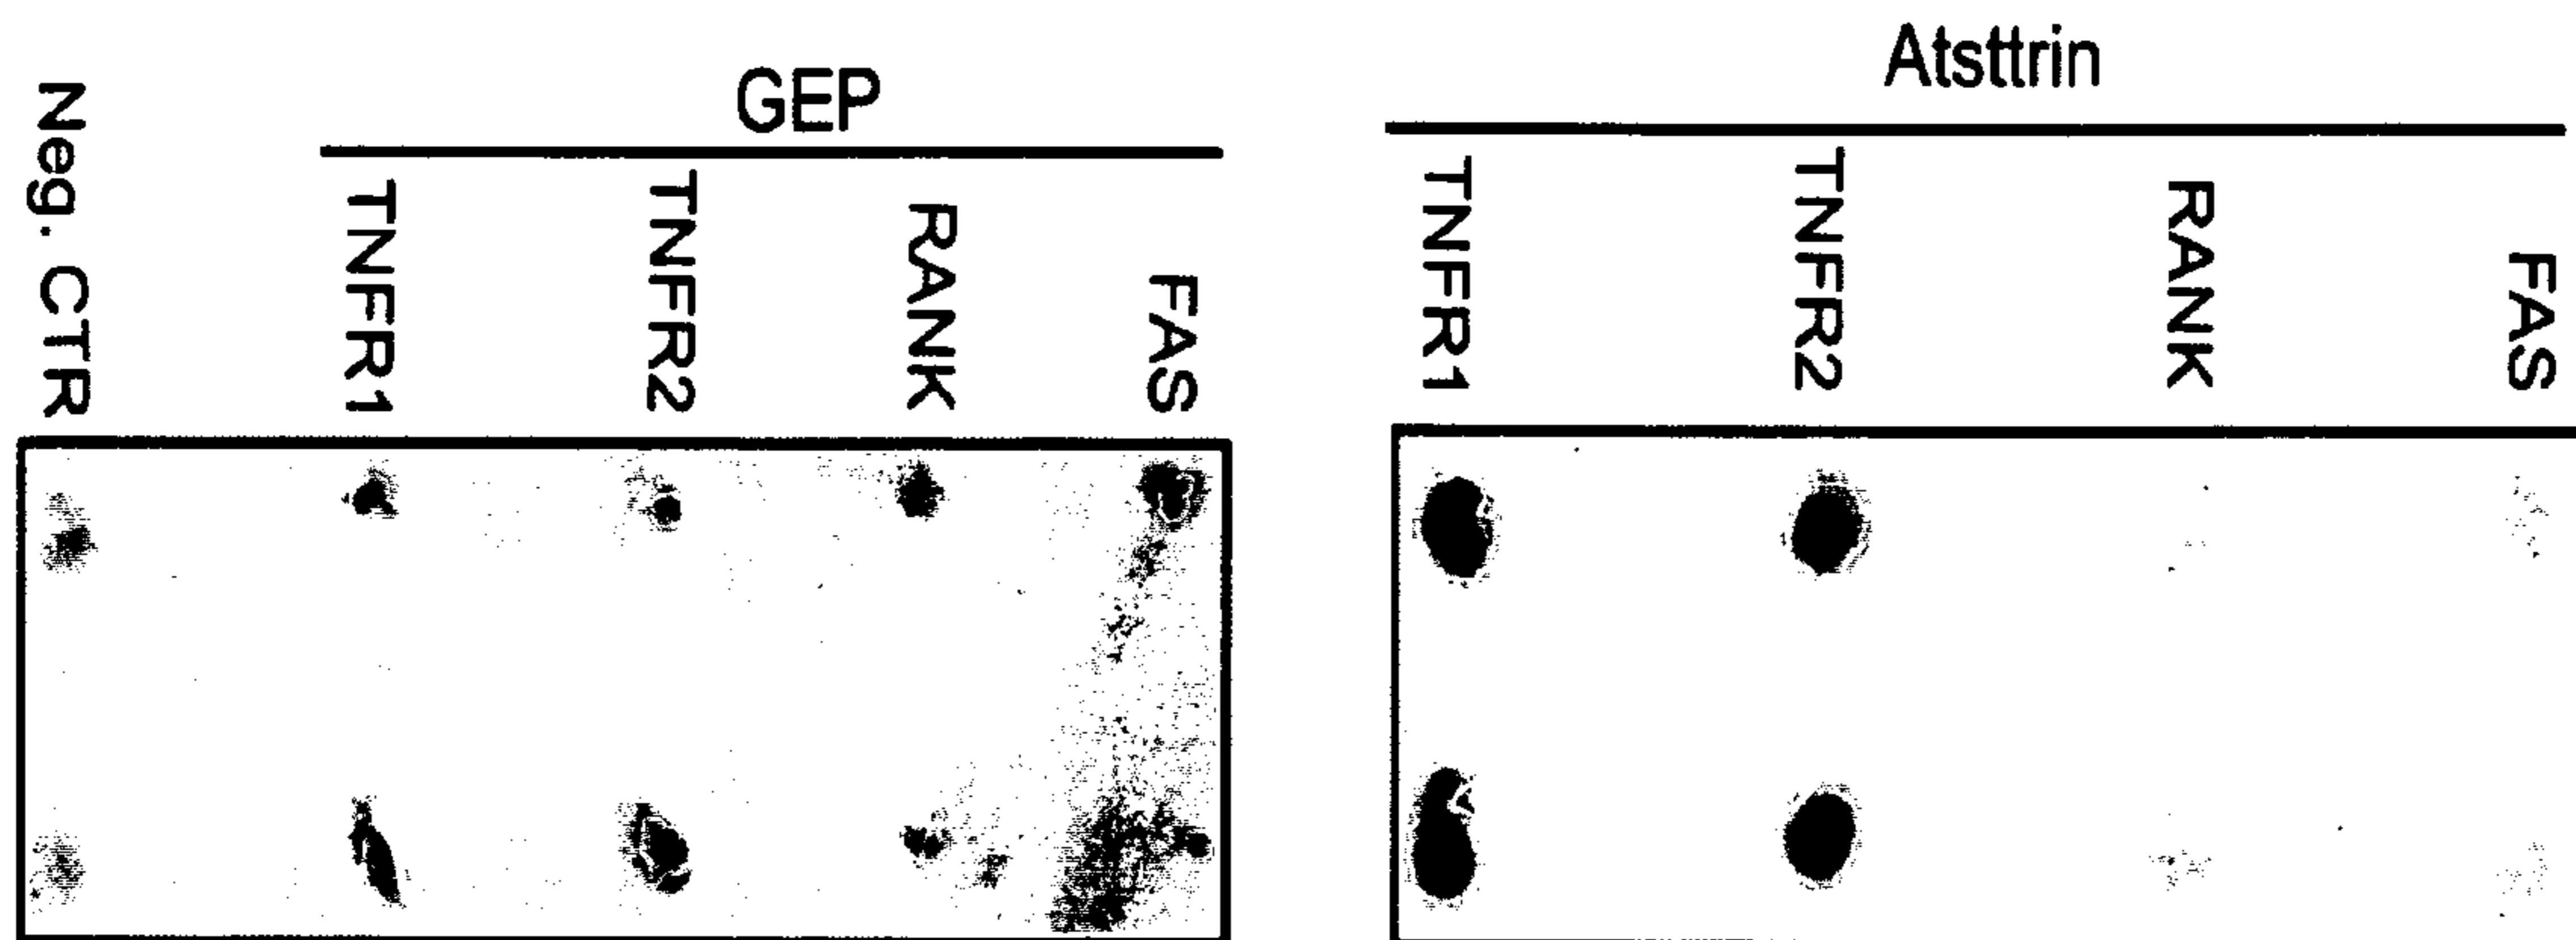 GEP
Atsttrin
Neg. CTR
TNFR1
TNFR2
RANK
FAS
TNFR1
TNFR2
RANK
FAS